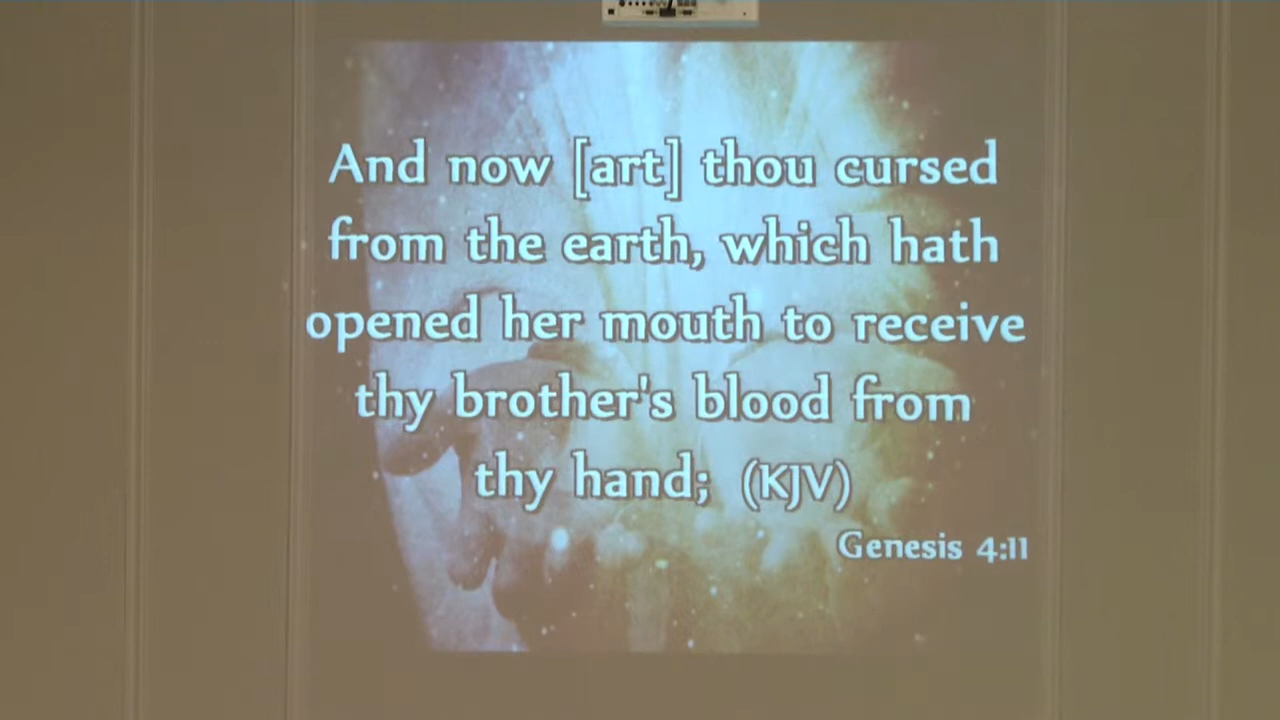 And now [art] thou cursed
from the earth, which hath
opened her mouth to receive
thy brother's blood from
thy hand; (KJV)
Genesis 4:11